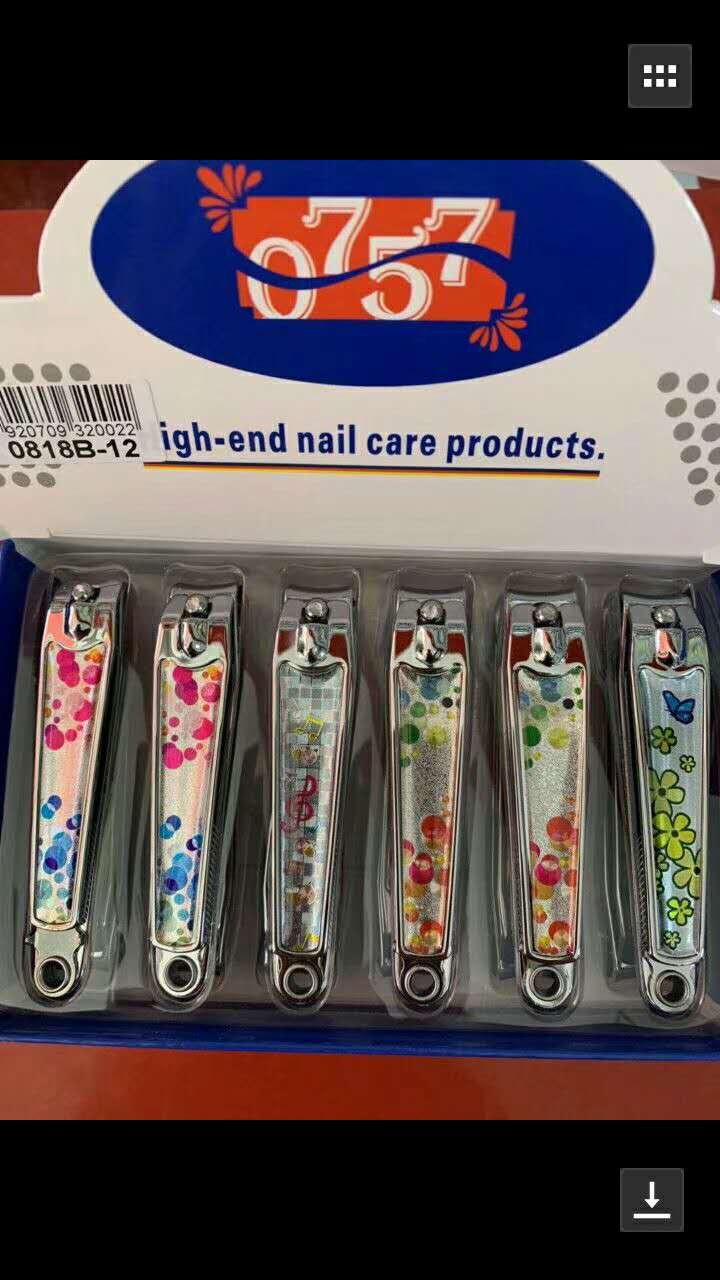 0757
920709 320022
0818B-12
igh-end nail care products.